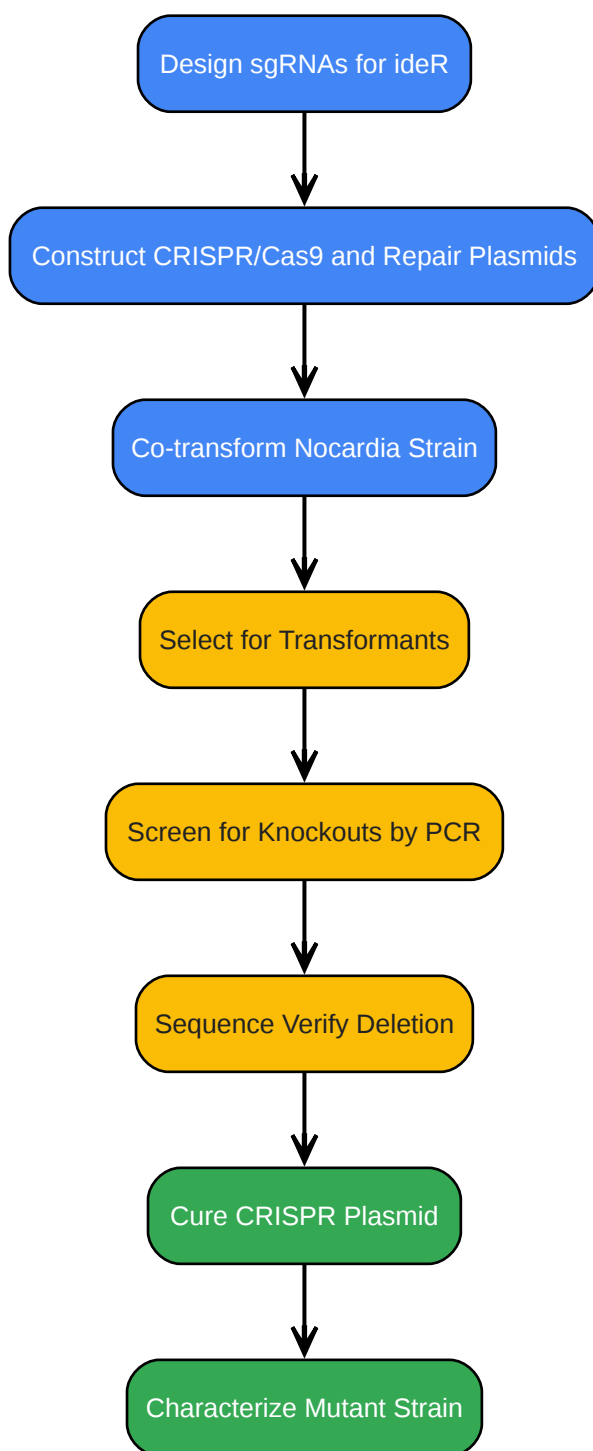 Design sgRNAs for ideR
Construct CRISPR/Cas9 and Repair Plasmids
Co-transform Nocardia Strain
Select for Transformants
Screen for Knockouts by PCR
Sequence Verify Deletion
Cure CRISPR Plasmid
Characterize Mutant Strain